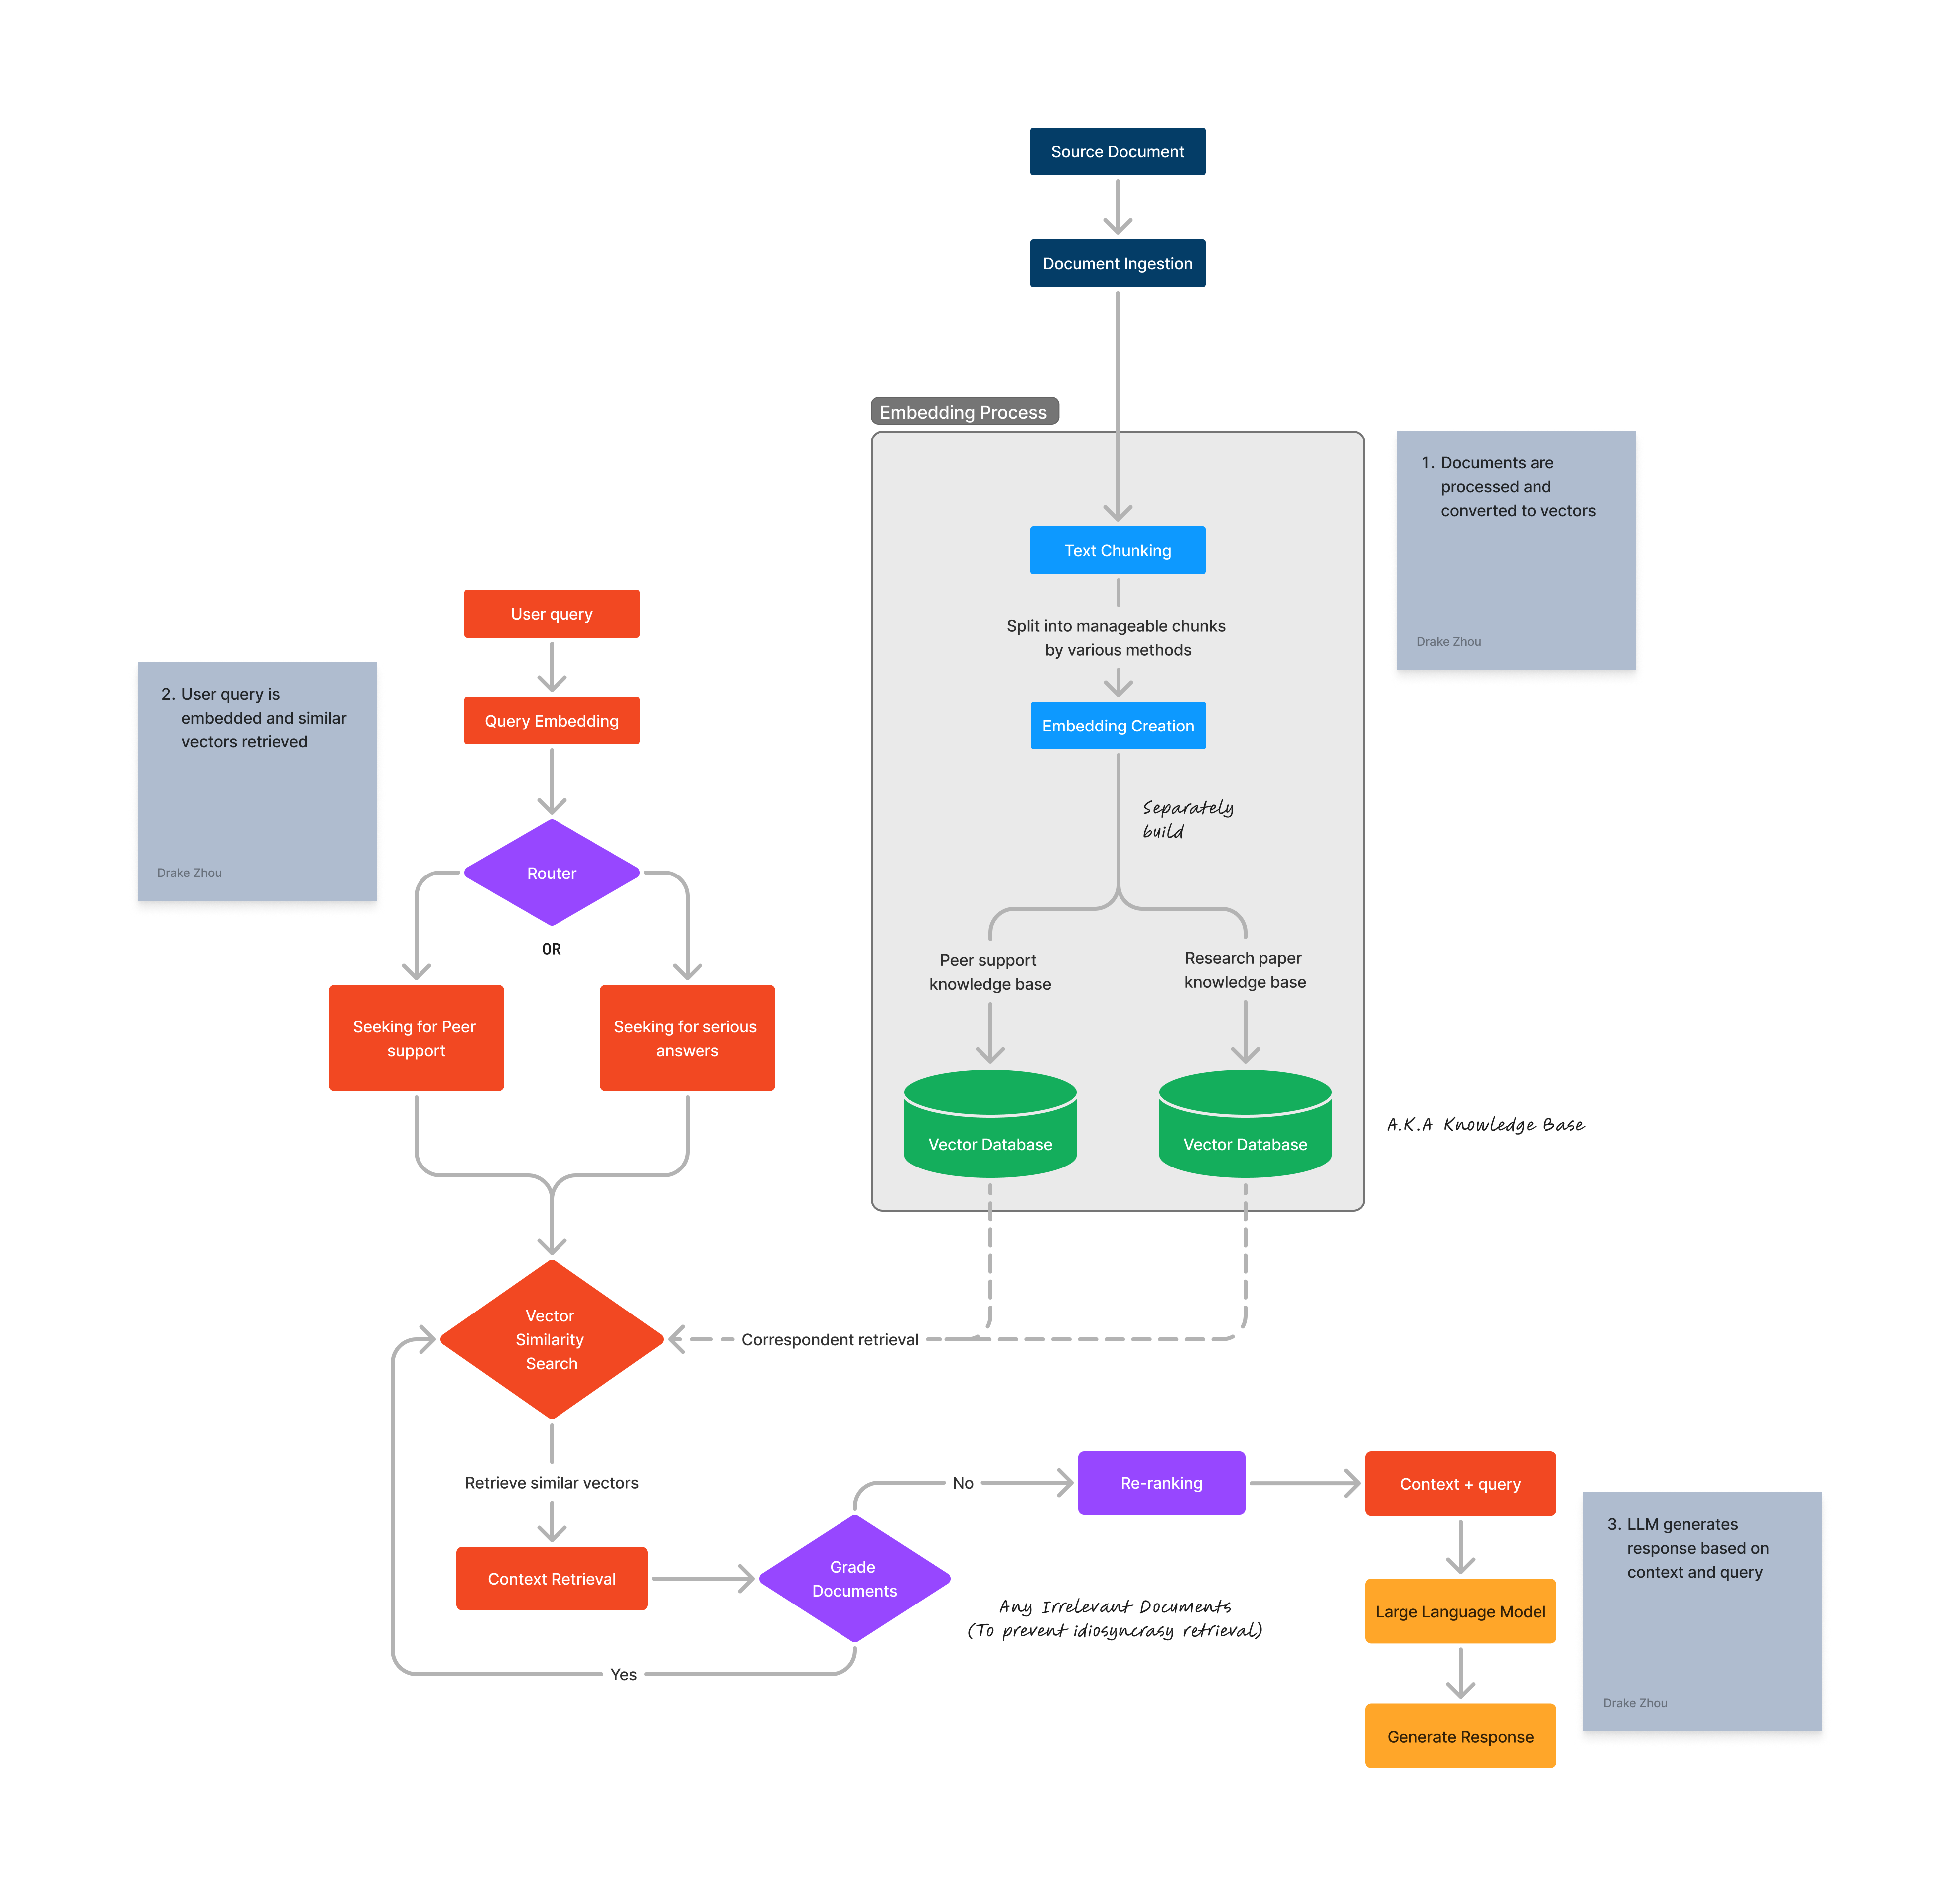 Source Document
Document Ingestion
Embedding Process
1. Documents are
processed and
converted to vectors
Drake Zhou
Text Chunking
Split into manageable chunks
by various methods
Embedding Creation
Separately
build
Peer support
knowledge base
Research paper
knowledge base
Vector Database
Vector Database
A.K.A Knowledge Base
User query
Query Embedding
2. User query is
embedded and similar
vectors retrieved
Drake Zhou
Router
OR
Seeking for Peer
support
Seeking for serious
answers
Vector
Similarity
Search
Correspondent retrieval
Retrieve similar vectors
Context Retrieval
Grade
Documents
No
Yes
Any Irrelevant Documents
(To prevent idiosyncrasy retrieval)
Re-ranking
Context + query
Large Language Model
Generate Response
3. LLM generates
response based on
context and query
Drake Zhou